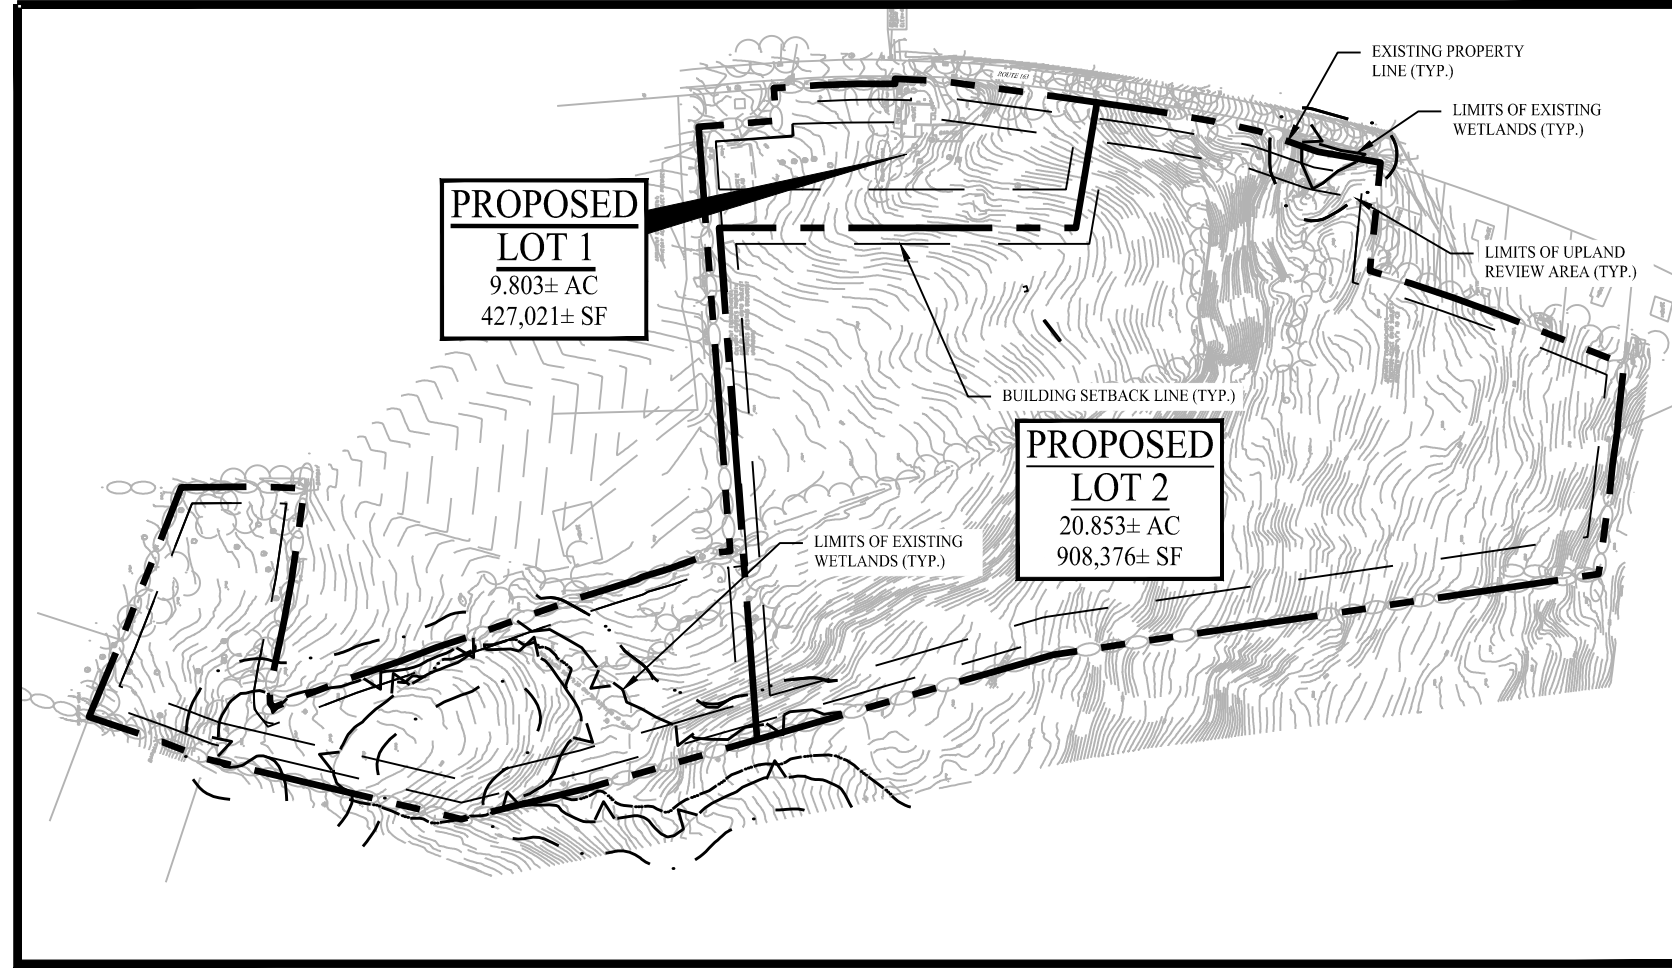 ROUTE 163
EXISTING PROPERTY
LINE (TYP.)
LIMITS OF EXISTING
WETLANDS (TYP.)
PROPOSED
LOT 1
9.803± AC
427,021± SF
LIMITS OF UPLAND
REVIEW AREA (TYP.)
BUILDING SETBACK LINE (TYP.)
PROPOSED
LOT 2
20.853± AC
908,376± SF
LIMITS OF EXISTING
WETLANDS (TYP.)